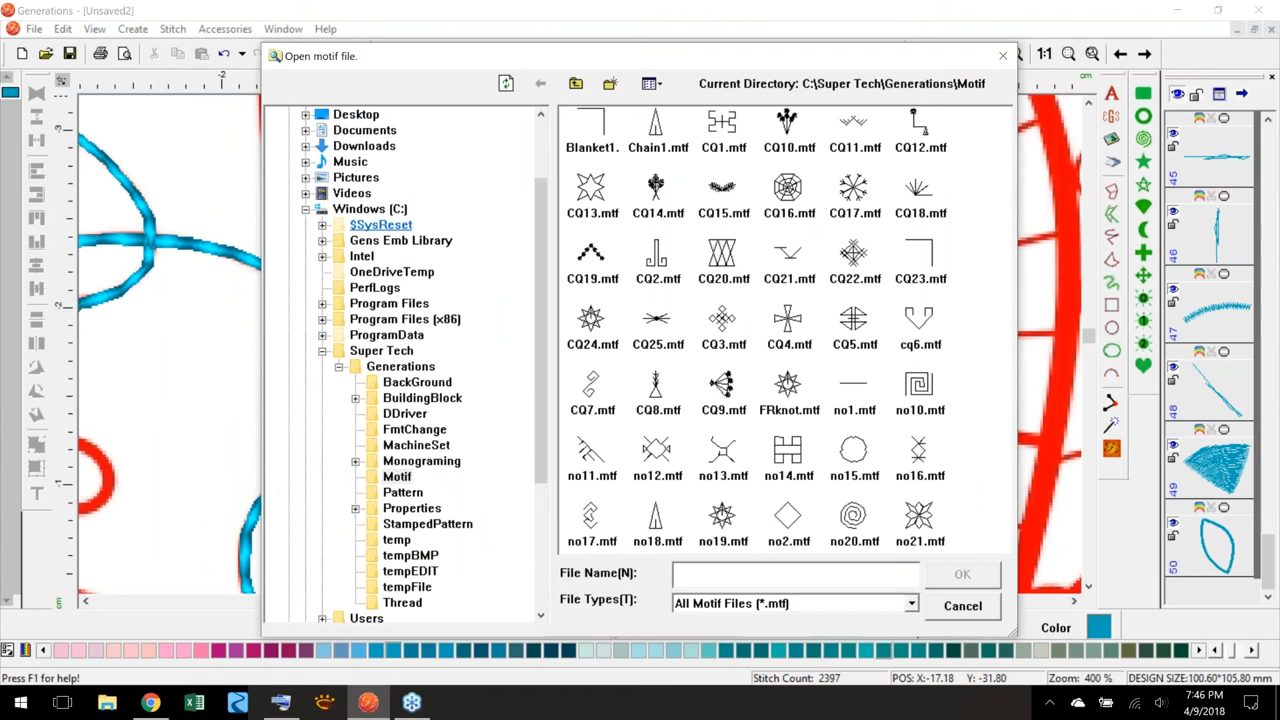 Generations - [Unsaved2]
File Edit View Create Stitch Accessories Window Help
Open motif file.
Current Directory: C:\Super Tech\Generations\Motif
1:1
-2
cm
Desktop
Documents
Downloads
Music
Pictures
Videos
Windows (C:)
$SysReset
Gens Emb Library
Intel
OneDriveTemp
PerfLogs
Program Files
Program Files (x86)
ProgramData
Super Tech
Generations
BackGround
BuildingBlock
DDriver
FmtChange
MachineSet
Monograming
Motif
Pattern
Properties
StampedPattern
temp
tempBMP
tempEDIT
tempFile
Thread
Users
Blanket1. Chain1.mtf CQ1.mtf CQ10.mtf CQ11.mtf CQ12.mtf
CQ13.mtf CQ14.mtf CQ15.mtf CQ16.mtf CQ17.mtf CQ18.mtf
CQ19.mtf CQ2.mtf CQ20.mtf CQ21.mtf CQ22.mtf CQ23.mtf
CQ24.mtf CQ25.mtf CQ3.mtf CQ4.mtf CQ5.mtf cq6.mtf
CQ7.mtf CQ8.mtf CQ9.mtf FRknot.mtf no1.mtf no10.mtf
no11.mtf no12.mtf no13.mtf no14.mtf no15.mtf no16.mtf
no17.mtf no18.mtf no19.mtf no2.mtf no20.mtf no21.mtf
File Name(N): OK
File Types(T): All Motif Files (*.mtf) Cancel
-3
-2
-1
cm
45
46
47
48
49
50
Color
Press F1 for help! Stitch Count: 2397 POS: X:-17.18 Y: -31.80 Zoom: 400 % DESIGN SIZE:100.60*105.80 mm
7:46 PM
4/9/2018